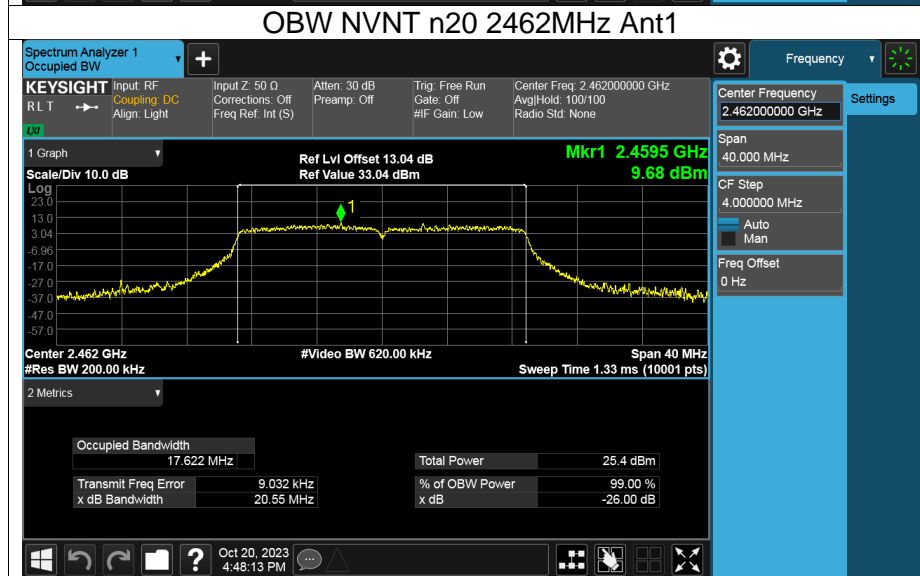 OBW NVNT n20 2462MHz Ant1
Spectrum Analyzer 1
Occupied BW
+
Frequency
KEYSIGHT Input: RF Input Z: 50 Ω Atten: 30 dB Trig: Free Run Center Freq: 2.462000000 GHz
RLT Coupling: DC Corrections: Off Preamp: Off Gate: Off Avg|Hold: 100/100
Align: Light Freq Ref: Int (S) #IF Gain: Low Radio Std: None
LXI
Center Frequency
2.462000000 GHz
Settings
Span
40.000 MHz
CF Step
4.000000 MHz
Auto
Man
Freq Offset
0 Hz
1 Graph
Ref Lvl Offset 13.04 dB
Mkr1 2.4595 GHz
Scale/Div 10.0 dB
Ref Value 33.04 dBm
9.68 dBm
Log
23.0
1
13.0
3.04
-6.96
-17.0
-27.0
-37.0
-47.0
-57.0
Center 2.462 GHz #Video BW 620.00 kHz Span 40 MHz
#Res BW 200.00 kHz Sweep Time 1.33 ms (10001 pts)
2 Metrics
Occupied Bandwidth
17.622 MHz
Total Power 25.4 dBm
Transmit Freq Error 9.032 kHz % of OBW Power 99.00 %
x dB Bandwidth 20.55 MHz x dB -26.00 dB
?
Oct 20, 2023
4:48:13 PM